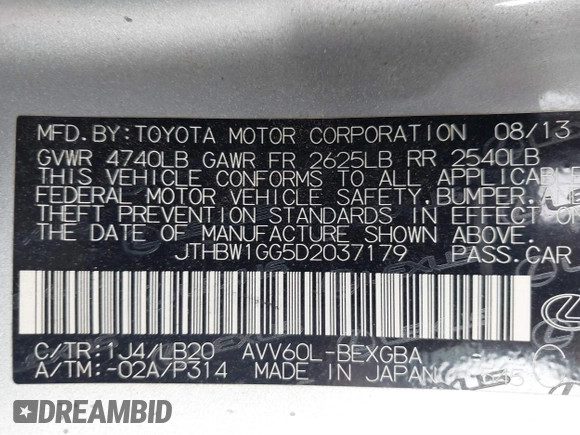 MFD.BY:TOYOTA MOTOR CORPORATION 08/13
GVWR 4740LB GAWR FR 2625LB RR 2540LB
THIS VEHICLE CONFORMS TO ALL APPLICABLE
FEDERAL MOTOR VEHICLE SAFETY,BUMPER,
THEFT PREVENTION STANDARDS IN EFFECT
THE DATE OF MANUFACTURE SHOWN ABOVE.
JTHBW1GG5D2037179 PASS.CAR
C/TR:1J4/LB20 AVV60L-BEXGBA
A/TM:-02A/P314 MADE IN JAPAN
DREAMBID